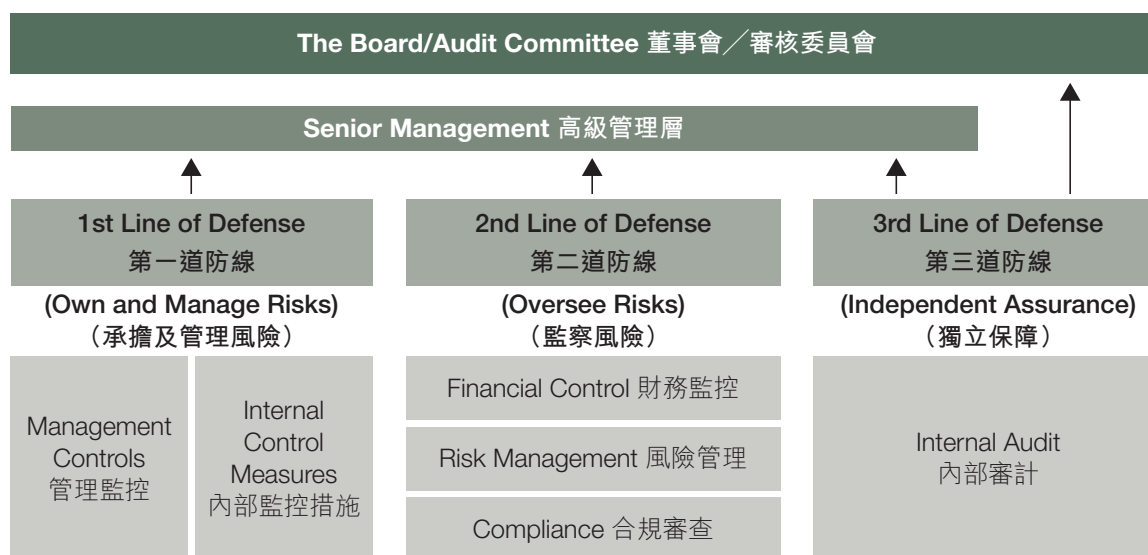 The Board/Audit Committee 董事會╱審核委員會
Senior Management 高級管理層
1st Line of Defense
第一道防線
(Own and Manage Risks)
（承擔及管理風險）
Management
Controls
管理監控
Internal
Control
Measures
內部監控措施
2nd Line of Defense
第二道防線
(Oversee Risks)
（監察風險）
Financial Control 財務監控
Risk Management 風險管理
Compliance 合規審查
3rd Line of Defense
第三道防線
(Independent Assurance)
（獨立保障）
Internal Audit
內部審計